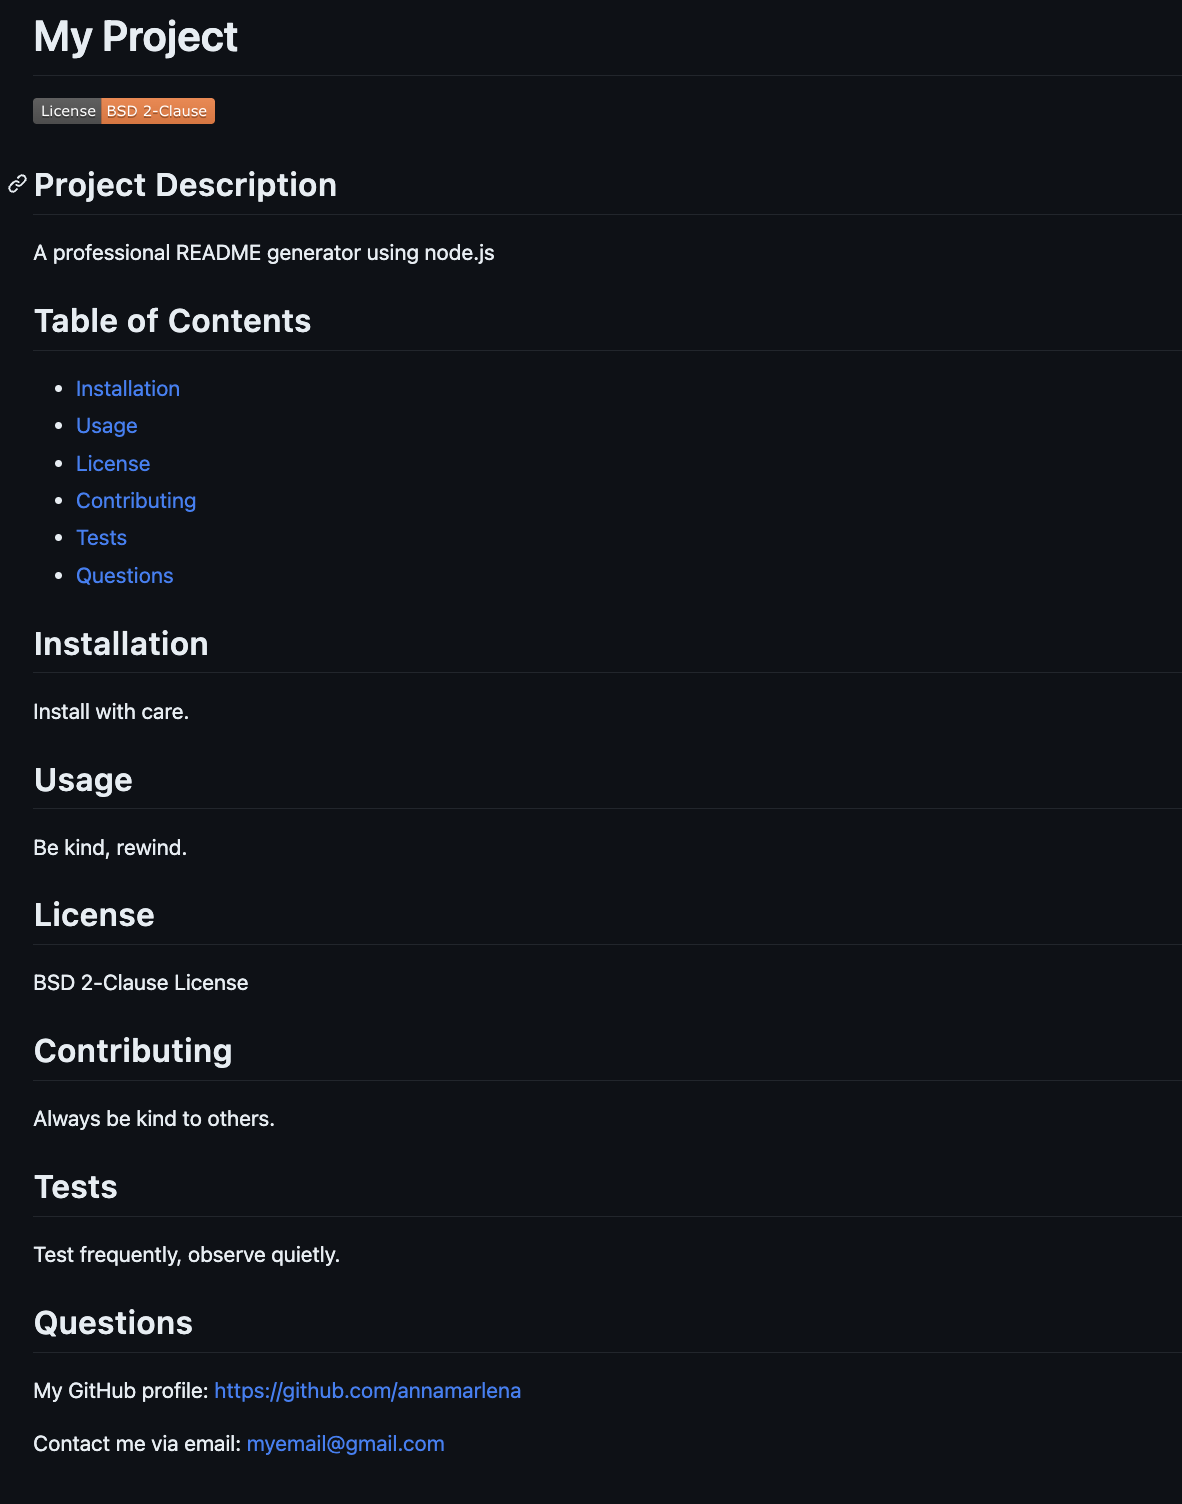 My Project
License BSD 2-Clause
Project Description
A professional README generator using node.js
Table of Contents
Installation
Usage
License
Contributing
Tests
Questions
Installation
Install with care.
Usage
Be kind, rewind.
License
BSD 2-Clause License
Contributing
Always be kind to others.
Tests
Test frequently, observe quietly.
Questions
My GitHub profile: https://github.com/annamarlena
Contact me via email: myemail@gmail.com